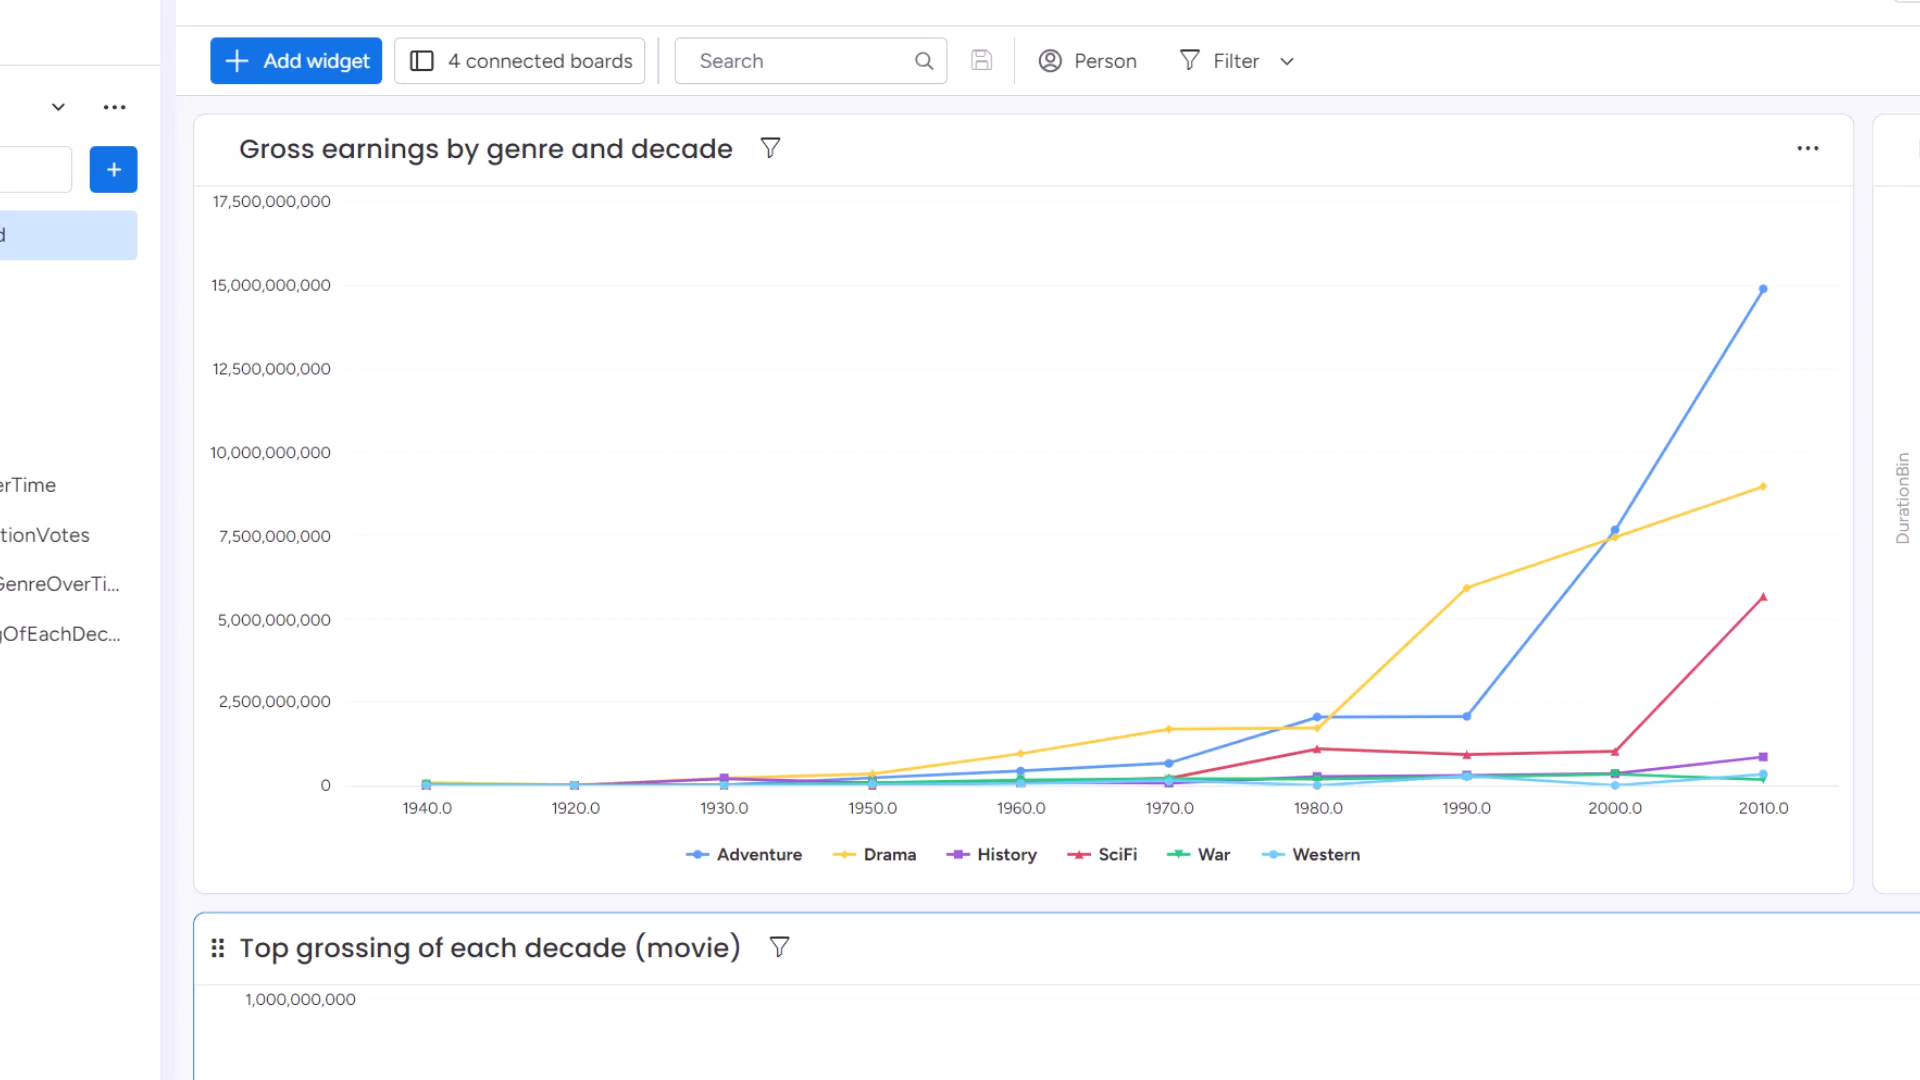 Add widget
4 connected boards
Search
Person
Filter
Gross earnings by genre and decade
17,500,000,000
15,000,000,000
12,500,000,000
10,000,000,000
7,500,000,000
5,000,000,000
2,500,000,000
0
1940.0 1920.0 1930.0 1950.0 1960.0 1970.0 1980.0 1990.0 2000.0 2010.0
Adventure Drama History SciFi War Western
DurationBin
d
erTime
tionVotes
GenreOverTi...
gOfEachDec...
Top grossing of each decade (movie)
1,000,000,000